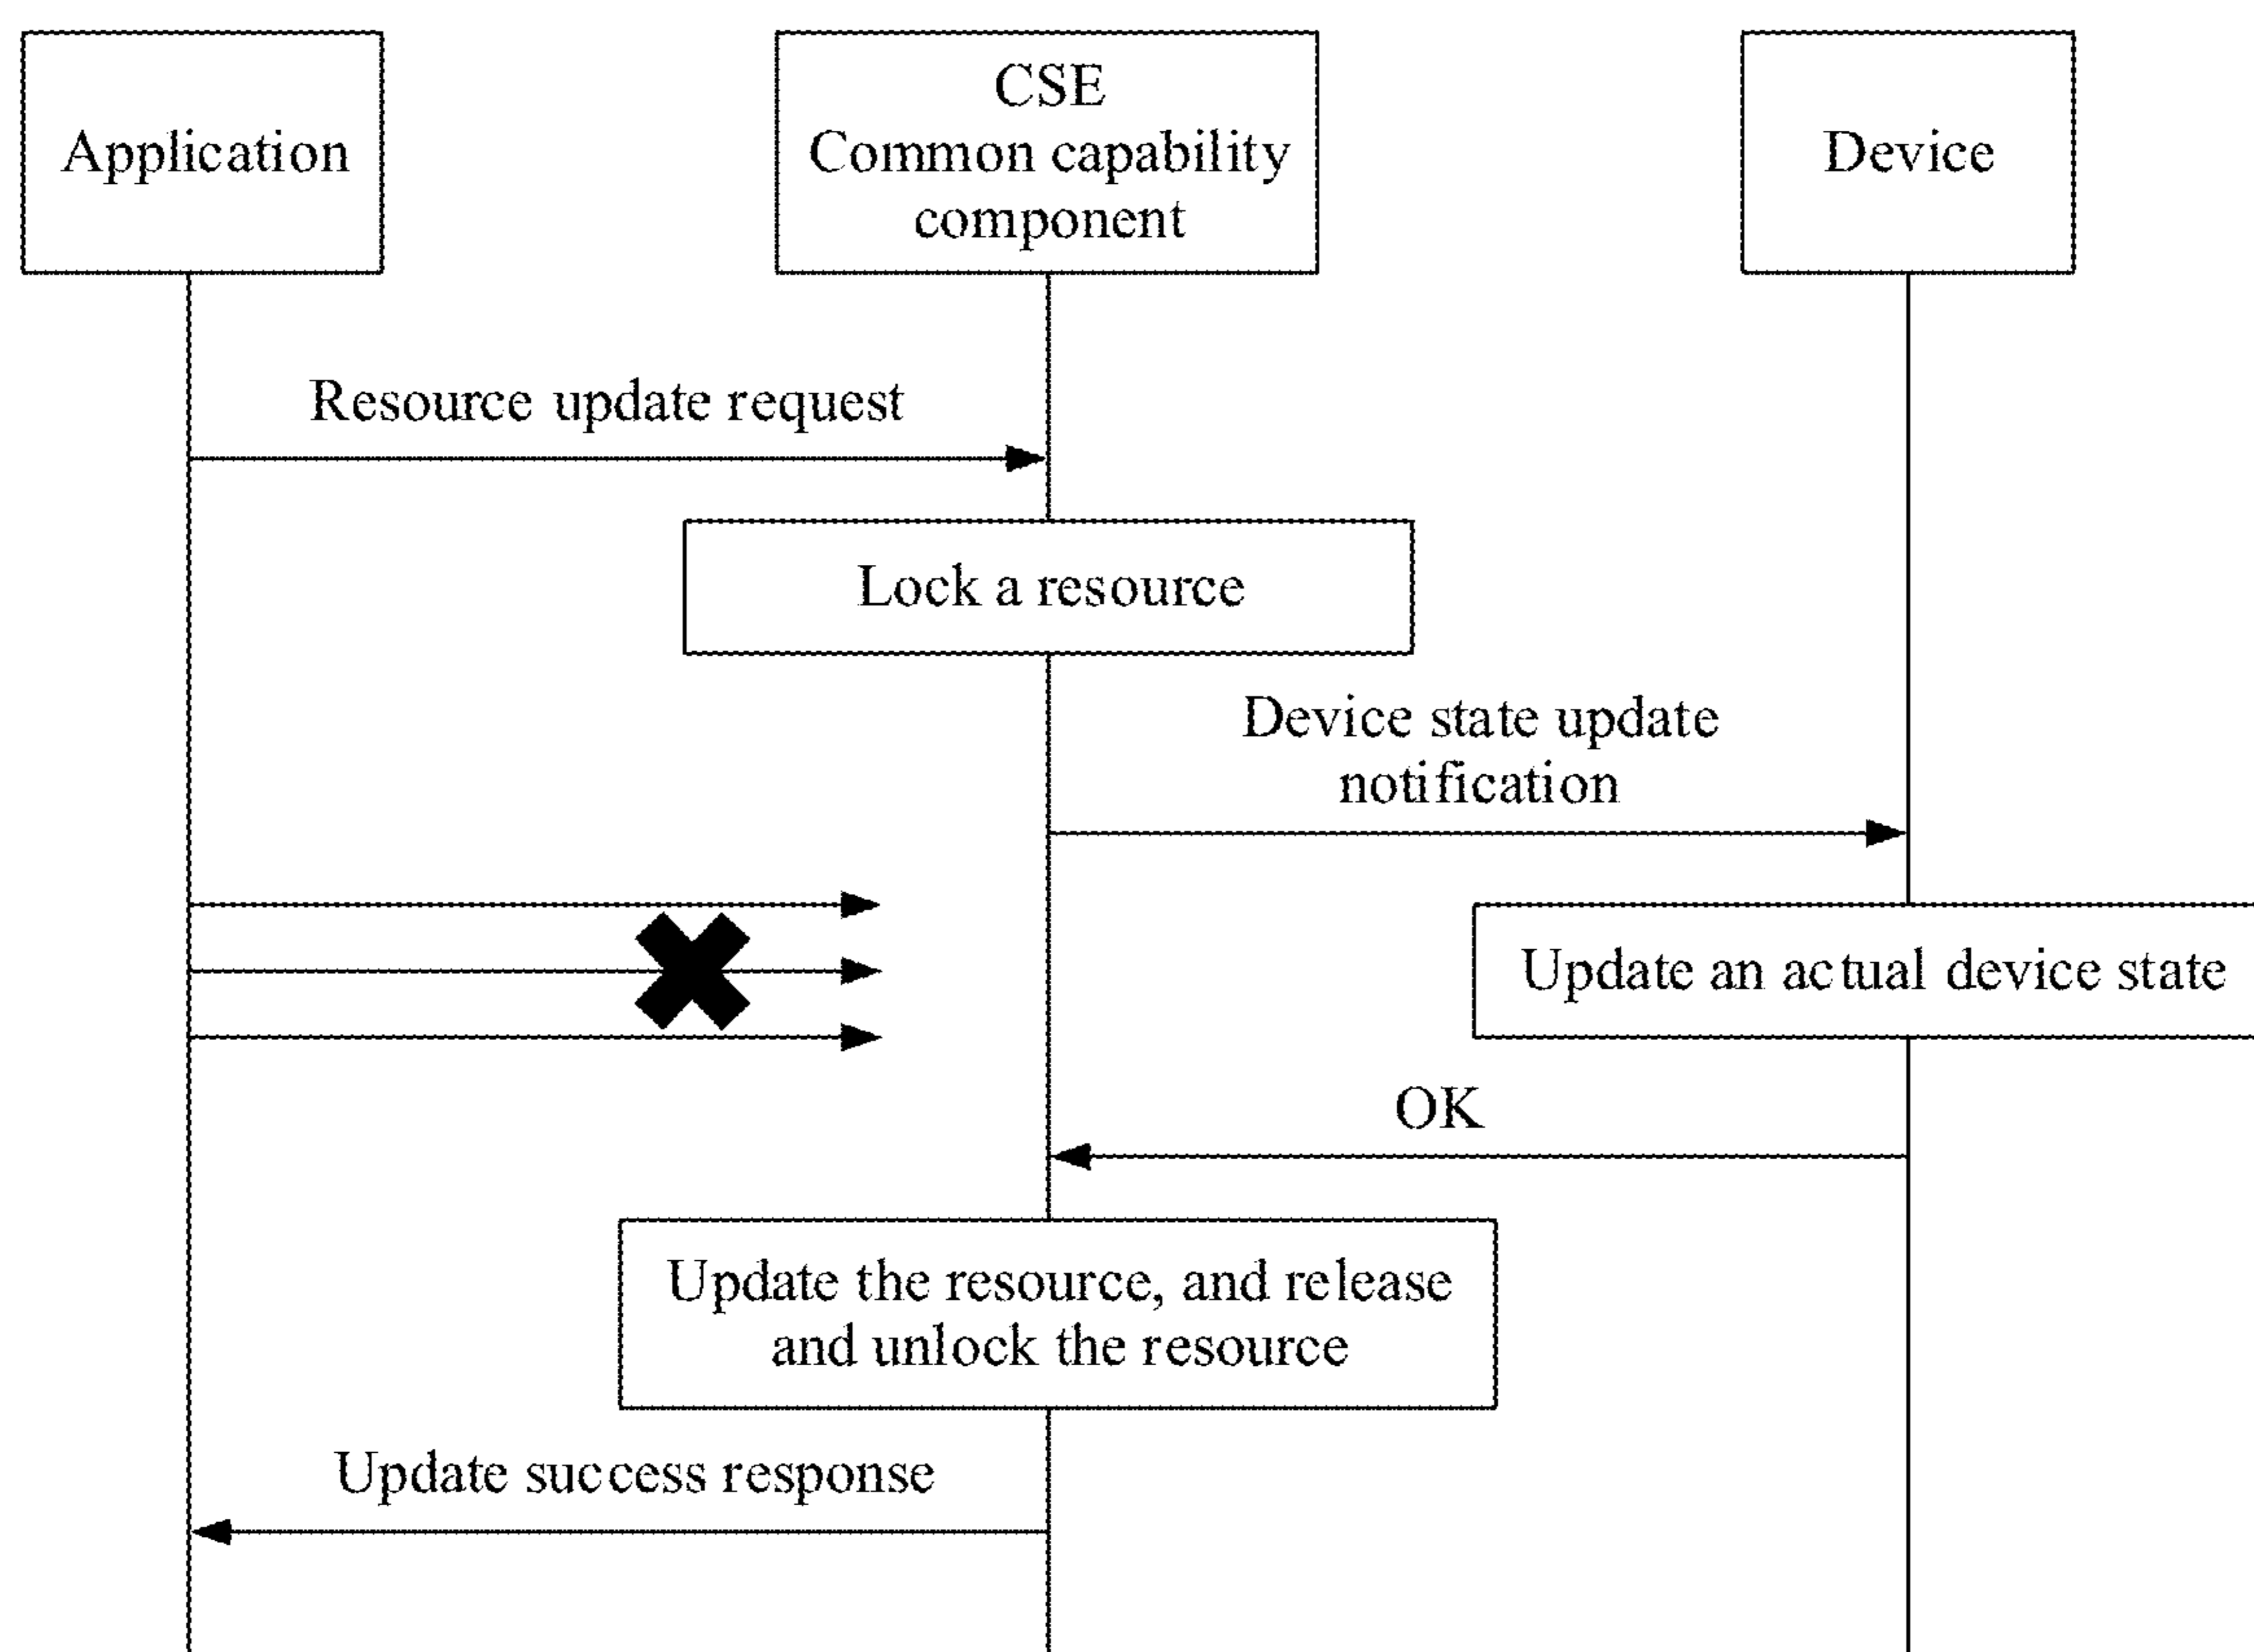 Application
CSE
Common capability
component
Device
Resource update request
Lock a resource
Device state update
notification
Update an actual device state
OK
Update the resource, and release
and unlock the resource
Update success response